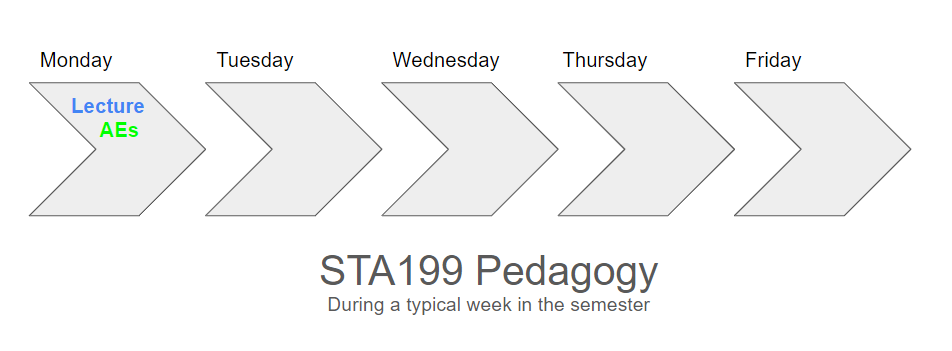 Monday
Tuesday
Wednesday
Thursday
Friday
Lecture
AEs
STA199 Pedagogy
During a typical week in the semester